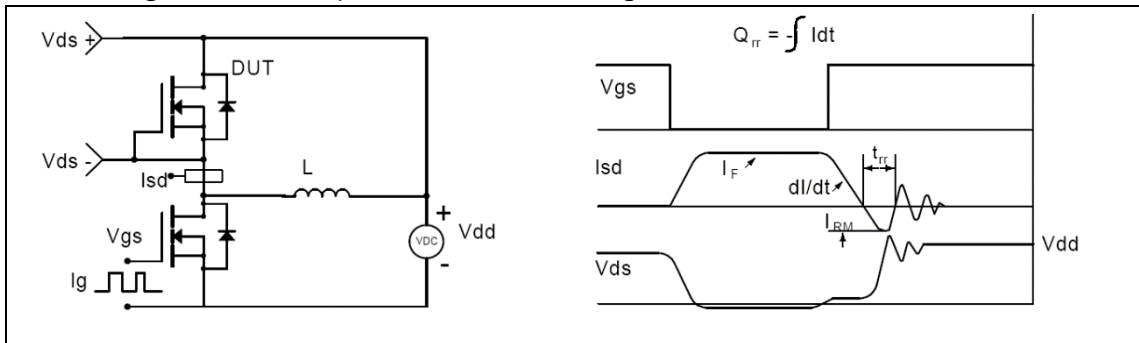 Vds +
DUT
Vds -
Isd
L
Vgs
Ig
+
VDC
-
Vdd
Qrr = -∫ Idt
Vgs
Isd
IF
trr
dI/dt
IRM
Vdd
Vds